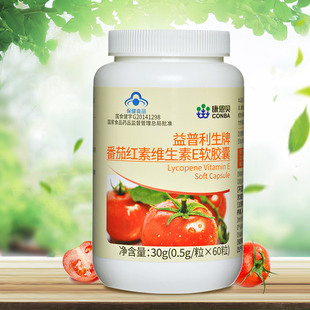 保健食品
国食健字G20141298
国家食品药品监督管理总局批准
康恩贝
CONBA
益普利生牌
番茄红素维生素E软胶囊
Lycopene Vitamin E
Soft Capsule
净含量:30g(0.5g/粒×60粒)